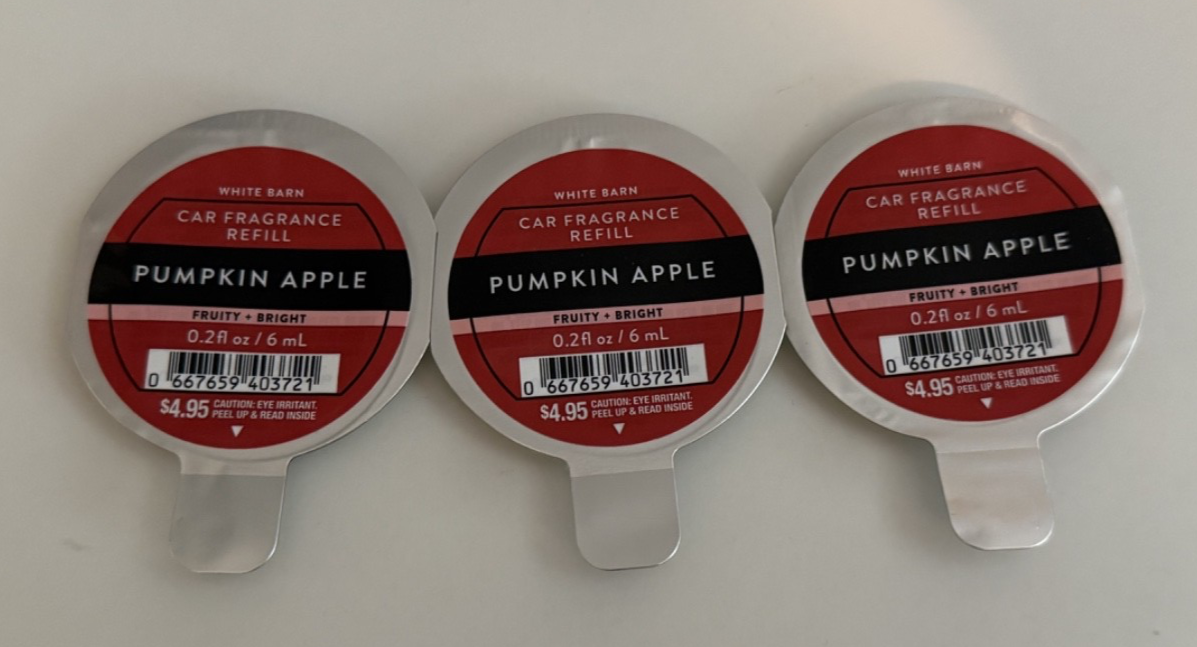 WHITE BARN
CAR FRAGRANCE
REFILL
PUMPKIN APPLE
FRUITY + BRIGHT
0.2fl oz / 6 mL
0 667659 403721
$4.95 CAUTION: EYE IRRITANT.
PEEL UP & READ INSIDE
WHITE BARN
CAR FRAGRANCE
REFILL
PUMPKIN APPLE
FRUITY + BRIGHT
0.2fl oz / 6 mL
0 667659 403721
$4.95 CAUTION: EYE IRRITANT.
PEEL UP & READ INSIDE
WHITE BARN
CAR FRAGRANCE
REFILL
PUMPKIN APPLE
FRUITY + BRIGHT
0.2fl oz / 6 mL
0 667659 403721
$4.95 CAUTION: EYE IRRITANT.
PEEL UP & READ INSIDE